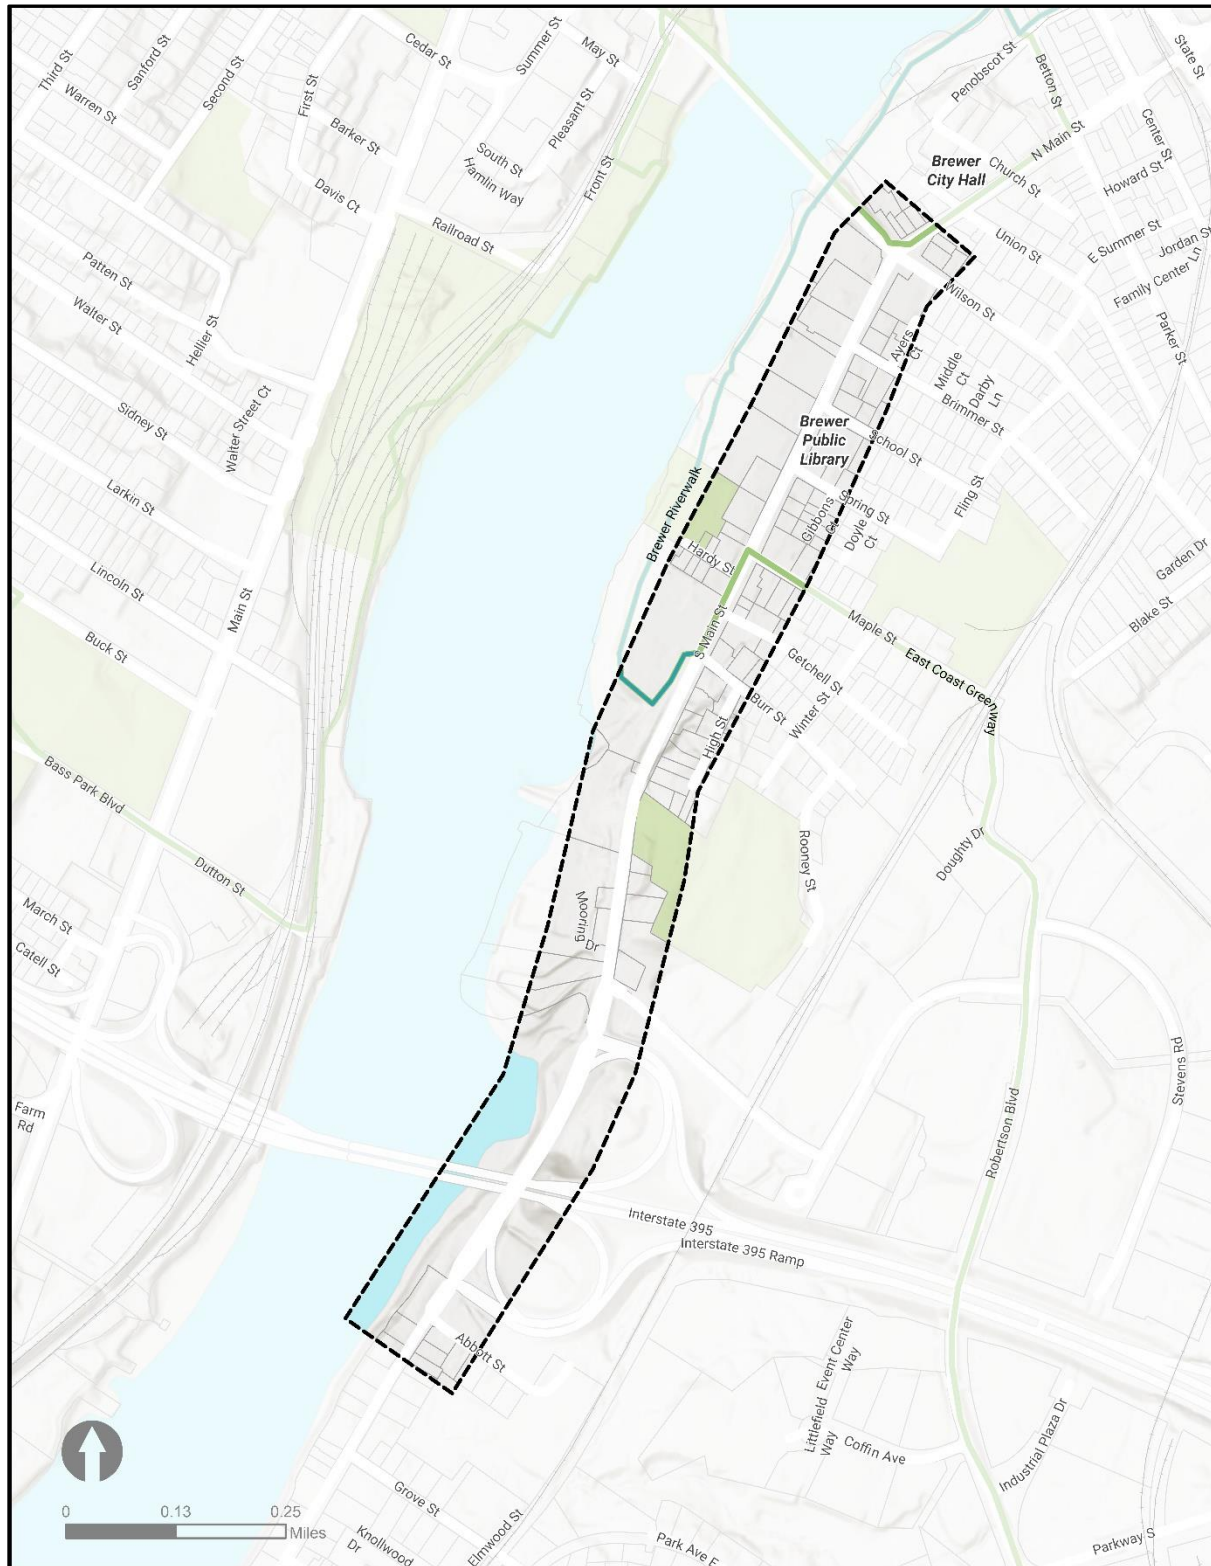 Third St
Sanford St
Second St
Warren St
First St
Barker St
Davis Ct
Cedar St
Summer St
May St
Pleasant St
South St
Hamlin Way
Front St
Railroad St
Penobscot St
Betton St
State St
Center St
N Main St
Brewer
City Hall
Church St
Howard St
E Summer St
Jordan St
Family Center Ln
Union St
Parker St
Wilson St
Patten St
Walter St
Hellier St
Walter Street Ct
Sidney St
Larkin St
Lincoln St
Main St
Buck St
Ayers Ct
Middle
Ct
Darby
Ln
Brimmer St
Brewer
Public
Library
School St
Spring St
Gibbons
Ct
Doyle
Ct
Fling St
Garden Dr
Blake St
Brewer Riverwalk
Hardy St
S Main St
Maple St
East Coast Greenway
Getchell St
Winter St
Burr St
High St
Bass Park Blvd
Dutton St
Rooney St
Doughty Dr
March St
Catell St
Mooring
Dr
Farm
Rd
Stevens Rd
Robertson Blvd
Interstate 395
Interstate 395 Ramp
Abbott St
Littlefield Event Center
Way
Way
Coffin Ave
Industrial Plaza Dr
Grove St
Knollwood
Dr
Elmwood St
Park Ave E
Parkway S
0 0.13 0.25
Miles